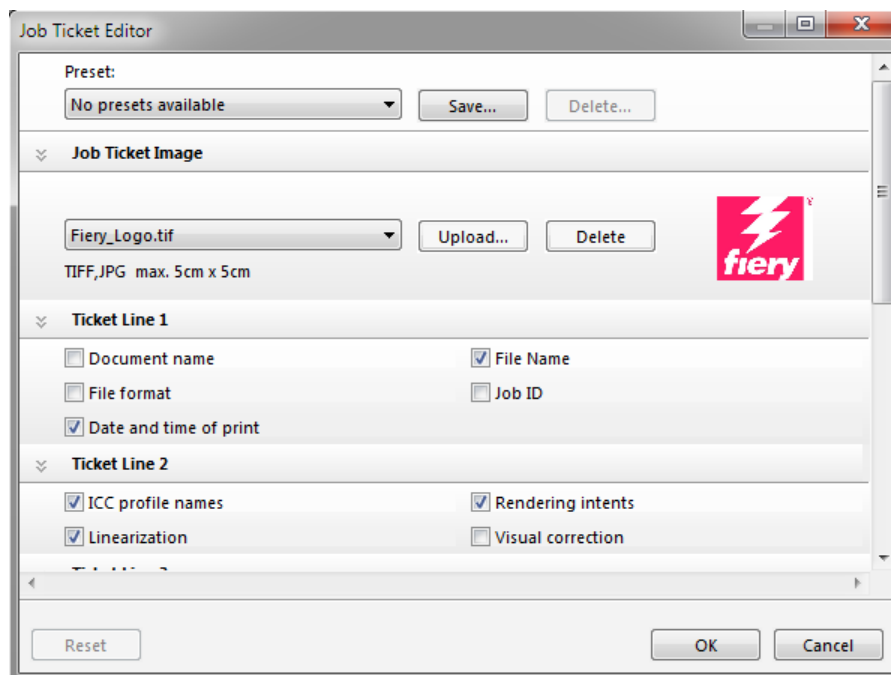 Job Ticket Editor
Preset:
No presets available
Save...
Delete...
Job Ticket Image
Fiery_Logo.tif
Upload...
Delete
fiery
TIFF,JPG max. 5cm x 5cm
Ticket Line 1
Document name
File Name
File format
Job ID
Date and time of print
Ticket Line 2
ICC profile names
Rendering intents
Linearization
Visual correction
Reset
OK
Cancel